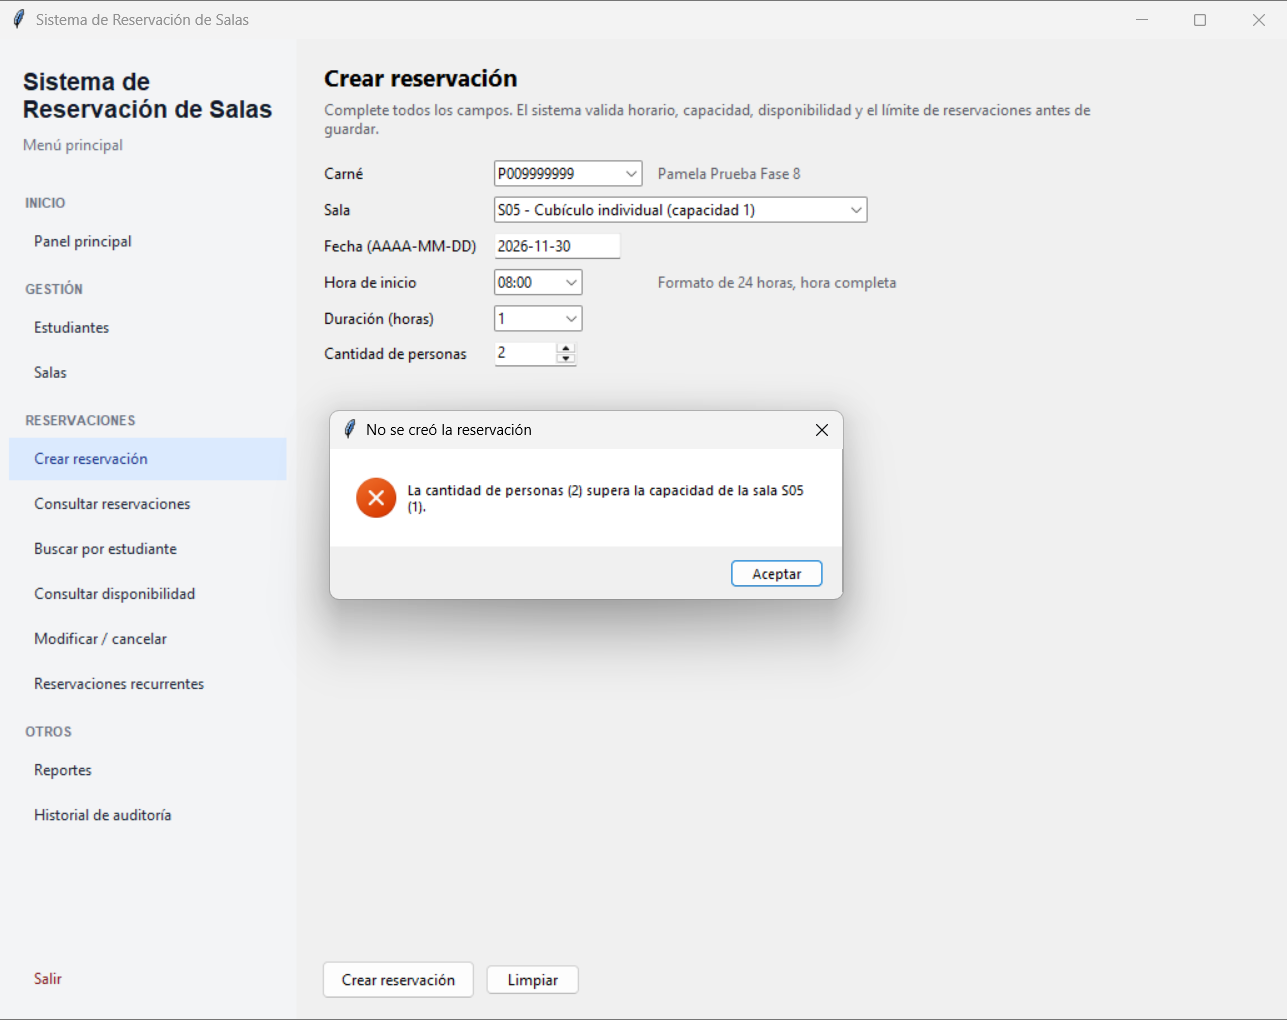 Sistema de Reservación de Salas
Sistema de
Reservación de Salas
Menú principal
INICIO
Panel principal
GESTIÓN
Estudiantes
Salas
RESERVACIONES
Crear reservación
Consultar reservaciones
Buscar por estudiante
Consultar disponibilidad
Modificar / cancelar
Reservaciones recurrentes
OTROS
Reportes
Historial de auditoría
Salir
Crear reservación
Complete todos los campos. El sistema valida horario, capacidad, disponibilidad y el límite de reservaciones antes de
guardar.
Carné P009999999 Pamela Prueba Fase 8
Sala S05 - Cubículo individual (capacidad 1)
Fecha (AAAA-MM-DD) 2026-11-30
Hora de inicio 08:00 Formato de 24 horas, hora completa
Duración (horas) 1
Cantidad de personas 2
No se creó la reservación
La cantidad de personas (2) supera la capacidad de la sala S05
(1).
Aceptar
Crear reservación Limpiar